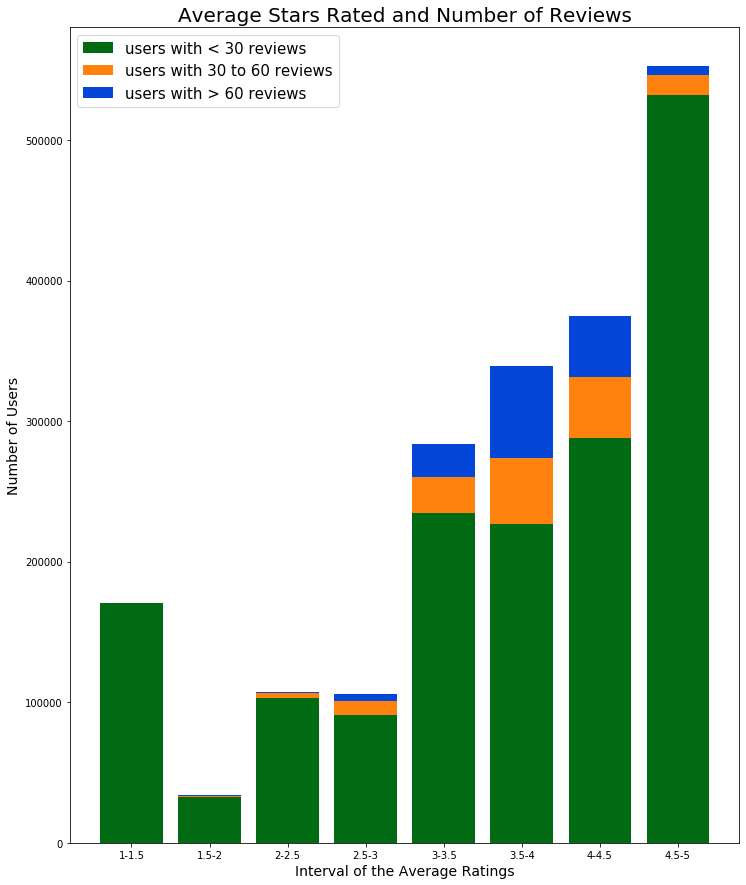 Average Stars Rated and Number of Reviews
users with < 30 reviews
users with 30 to 60 reviews
users with > 60 reviews
500000
400000
300000
200000
100000
0
Number of Users
1-1.5 1.5-2 2-2.5 2.5-3 3-3.5 3.5-4 4-4.5 4.5-5
Interval of the Average Ratings